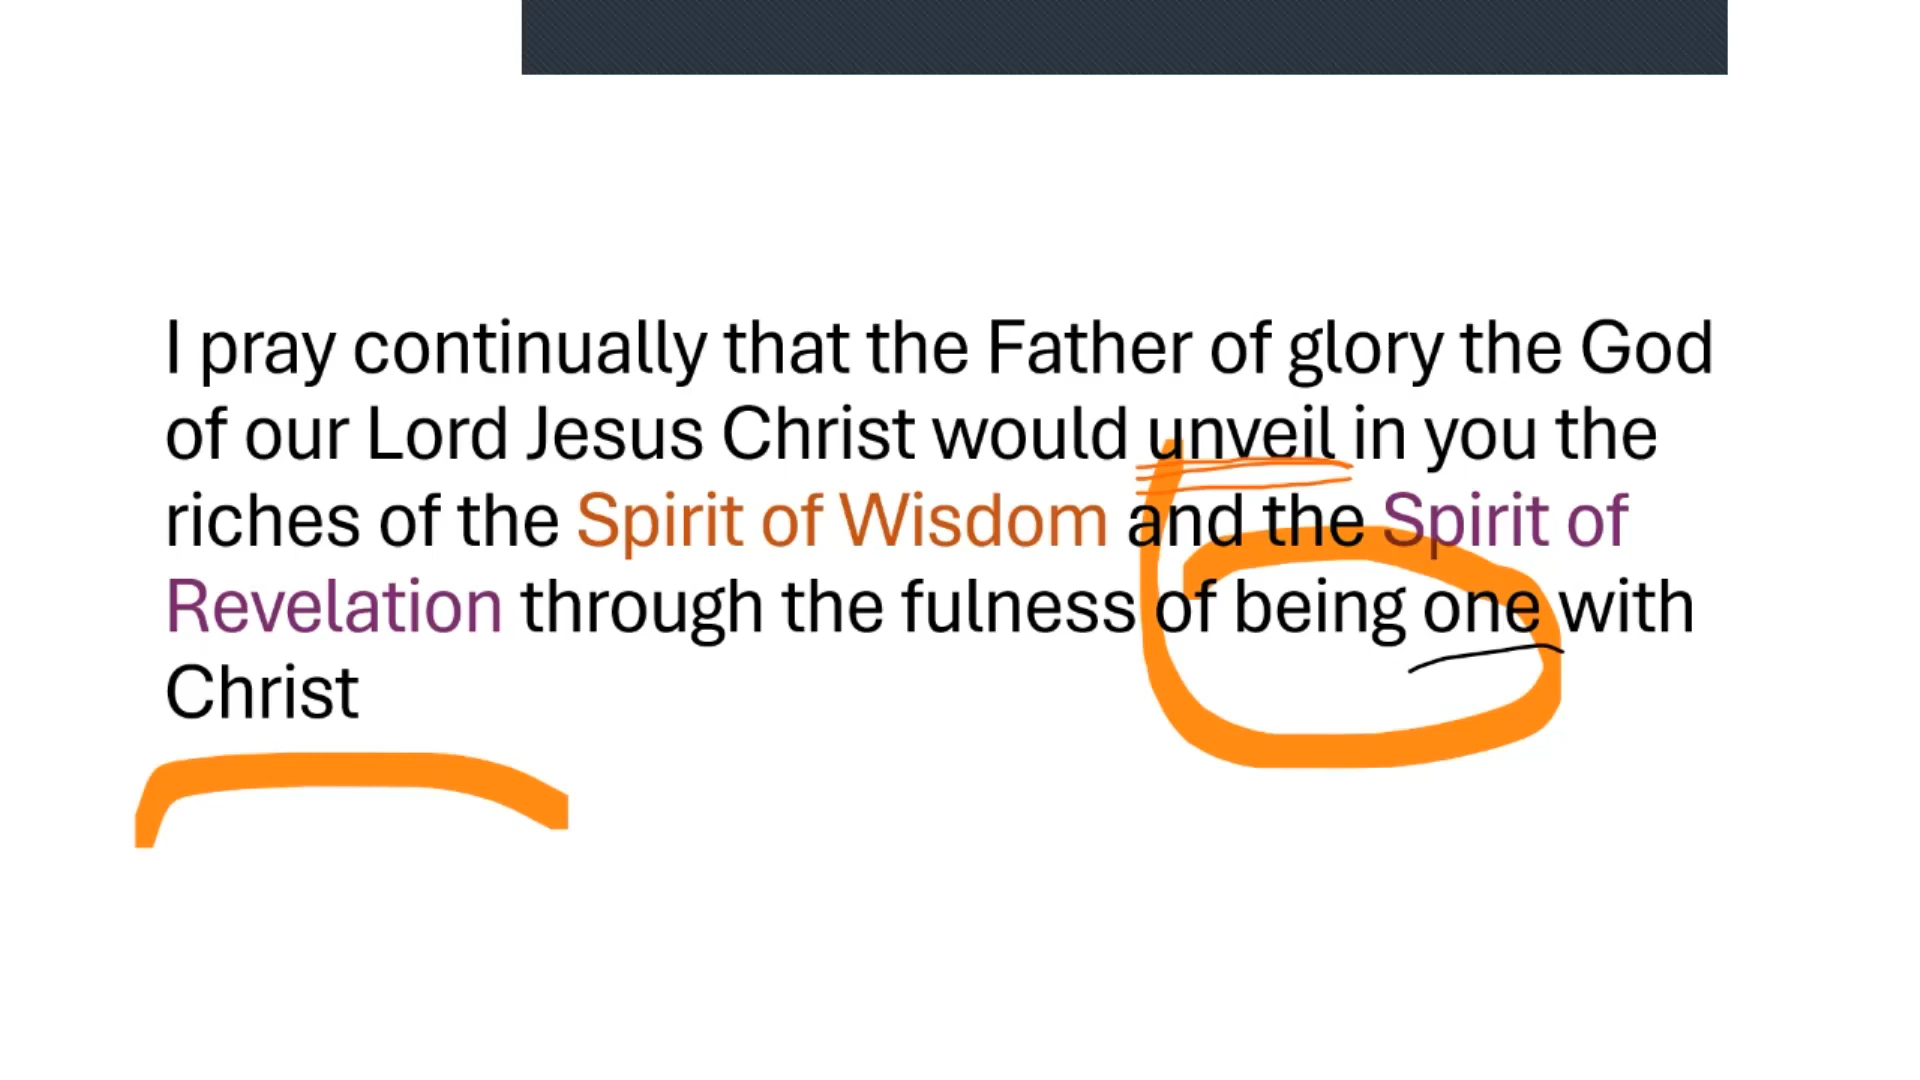 I pray continually that the Father of glory the God
of our Lord Jesus Christ would unveil in you the
riches of the Spirit of Wisdom and the Spirit of
Revelation through the fulness of being one with
Christ